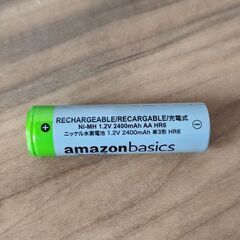 RECHARGEABLE/RECARGABLE/充電式
Ni-MH 1.2V 2400mAh AA HR6
ニッケル水素電池 1.2V 2400mAh 単3形 HR6
amazonbasics
+